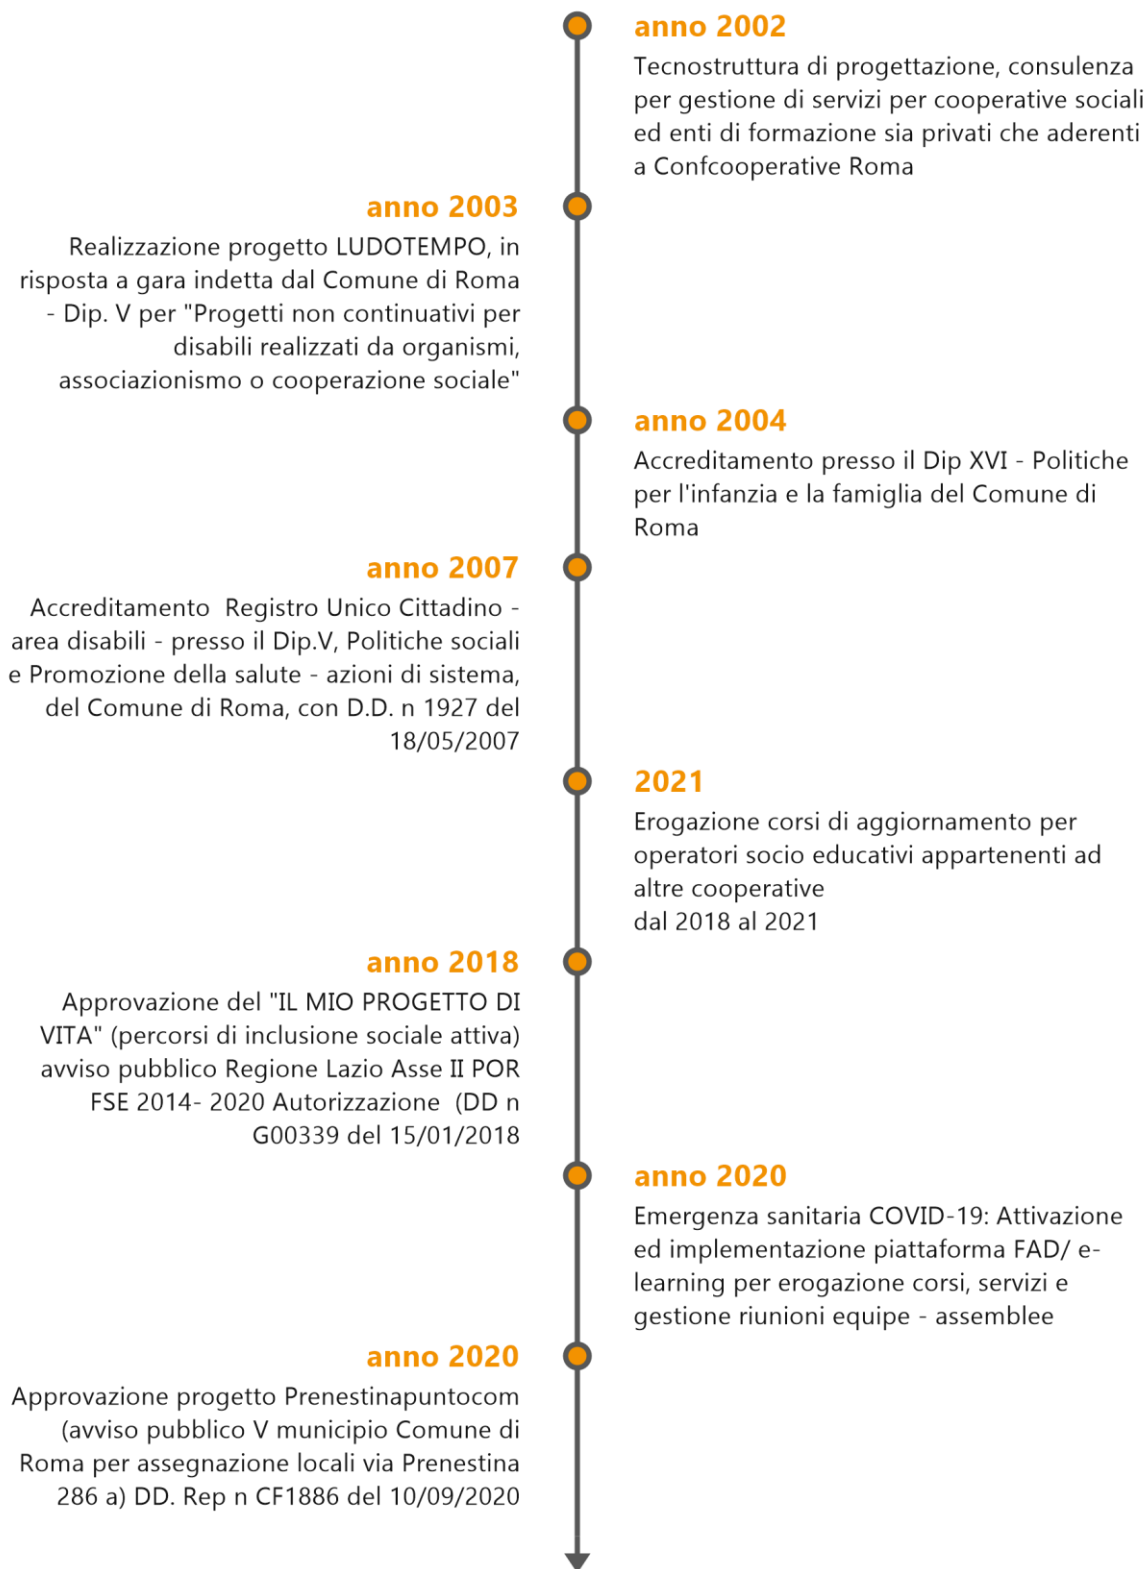 anno 2002
Tecnostruttura di progettazione, consulenza
per gestione di servizi per cooperative sociali
ed enti di formazione sia privati che aderenti
a Confcooperative Roma
anno 2003
Realizzazione progetto LUDOTEMPO, in
risposta a gara indetta dal Comune di Roma
- Dip. V per "Progetti non continuativi per
disabili realizzati da organismi,
associazionismo o cooperazione sociale"
anno 2004
Accreditamento presso il Dip XVI - Politiche
per l'infanzia e la famiglia del Comune di
Roma
anno 2007
Accreditamento  Registro Unico Cittadino -
area disabili - presso il Dip.V, Politiche sociali
e Promozione della salute - azioni di sistema,
del Comune di Roma, con D.D. n 1927 del
18/05/2007
2021
Erogazione corsi di aggiornamento per
operatori socio educativi appartenenti ad
altre cooperative
dal 2018 al 2021
anno 2018
Approvazione del "IL MIO PROGETTO DI
VITA" (percorsi di inclusione sociale attiva)
avviso pubblico Regione Lazio Asse II POR
FSE 2014- 2020 Autorizzazione  (DD n
G00339 del 15/01/2018
anno 2020
Emergenza sanitaria COVID-19: Attivazione
ed implementazione piattaforma FAD/ e-
learning per erogazione corsi, servizi e
gestione riunioni equipe - assemblee
anno 2020
Approvazione progetto Prenestinapuntocom
(avviso pubblico V municipio Comune di
Roma per assegnazione locali via Prenestina
286 a) DD. Rep n CF1886 del 10/09/2020